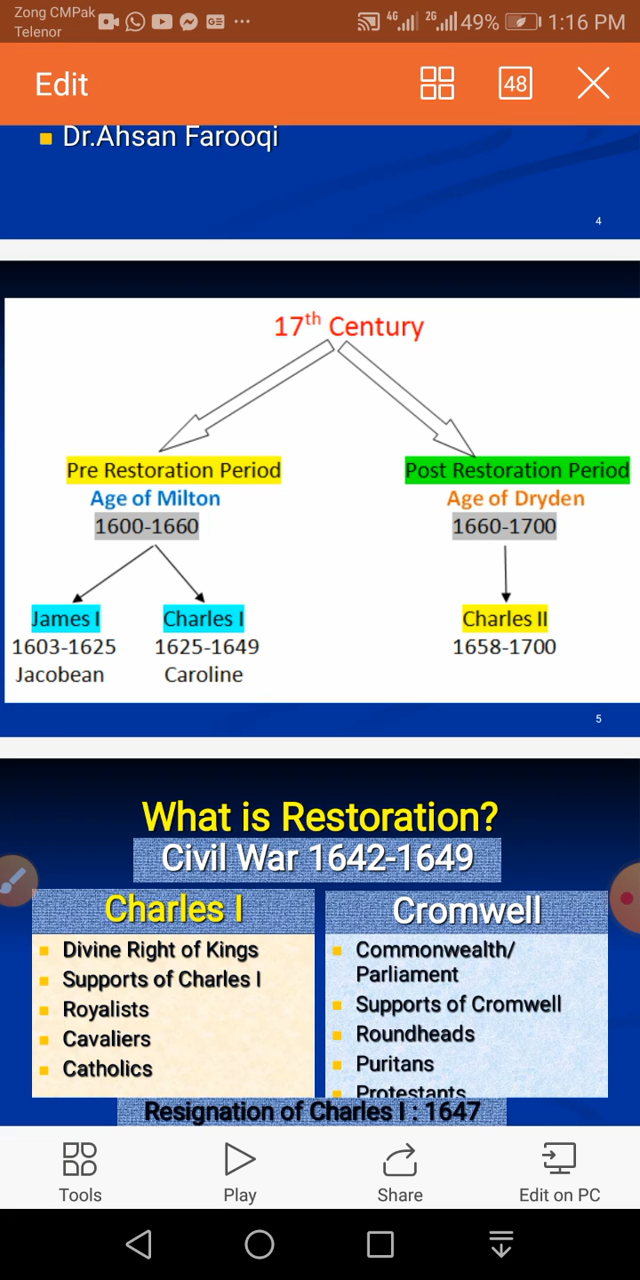 Zong CMPak
Telenor
4G
2G
49%
1:16 PM
Edit
48
Dr.Ahsan Farooqi
4
17th Century
Pre Restoration Period
Age of Milton
1600-1660
Post Restoration Period
Age of Dryden
1660-1700
James I
1603-1625
Jacobean
Charles I
1625-1649
Caroline
Charles II
1658-1700
5
What is Restoration?
Civil War 1642-1649
Charles I
Divine Right of Kings
Supports of Charles I
Royalists
Cavaliers
Catholics
Cromwell
Commonwealth/
Parliament
Supports of Cromwell
Roundheads
Puritans
Protestants
Resignation of Charles I : 1647
Tools
Play
Share
Edit on PC